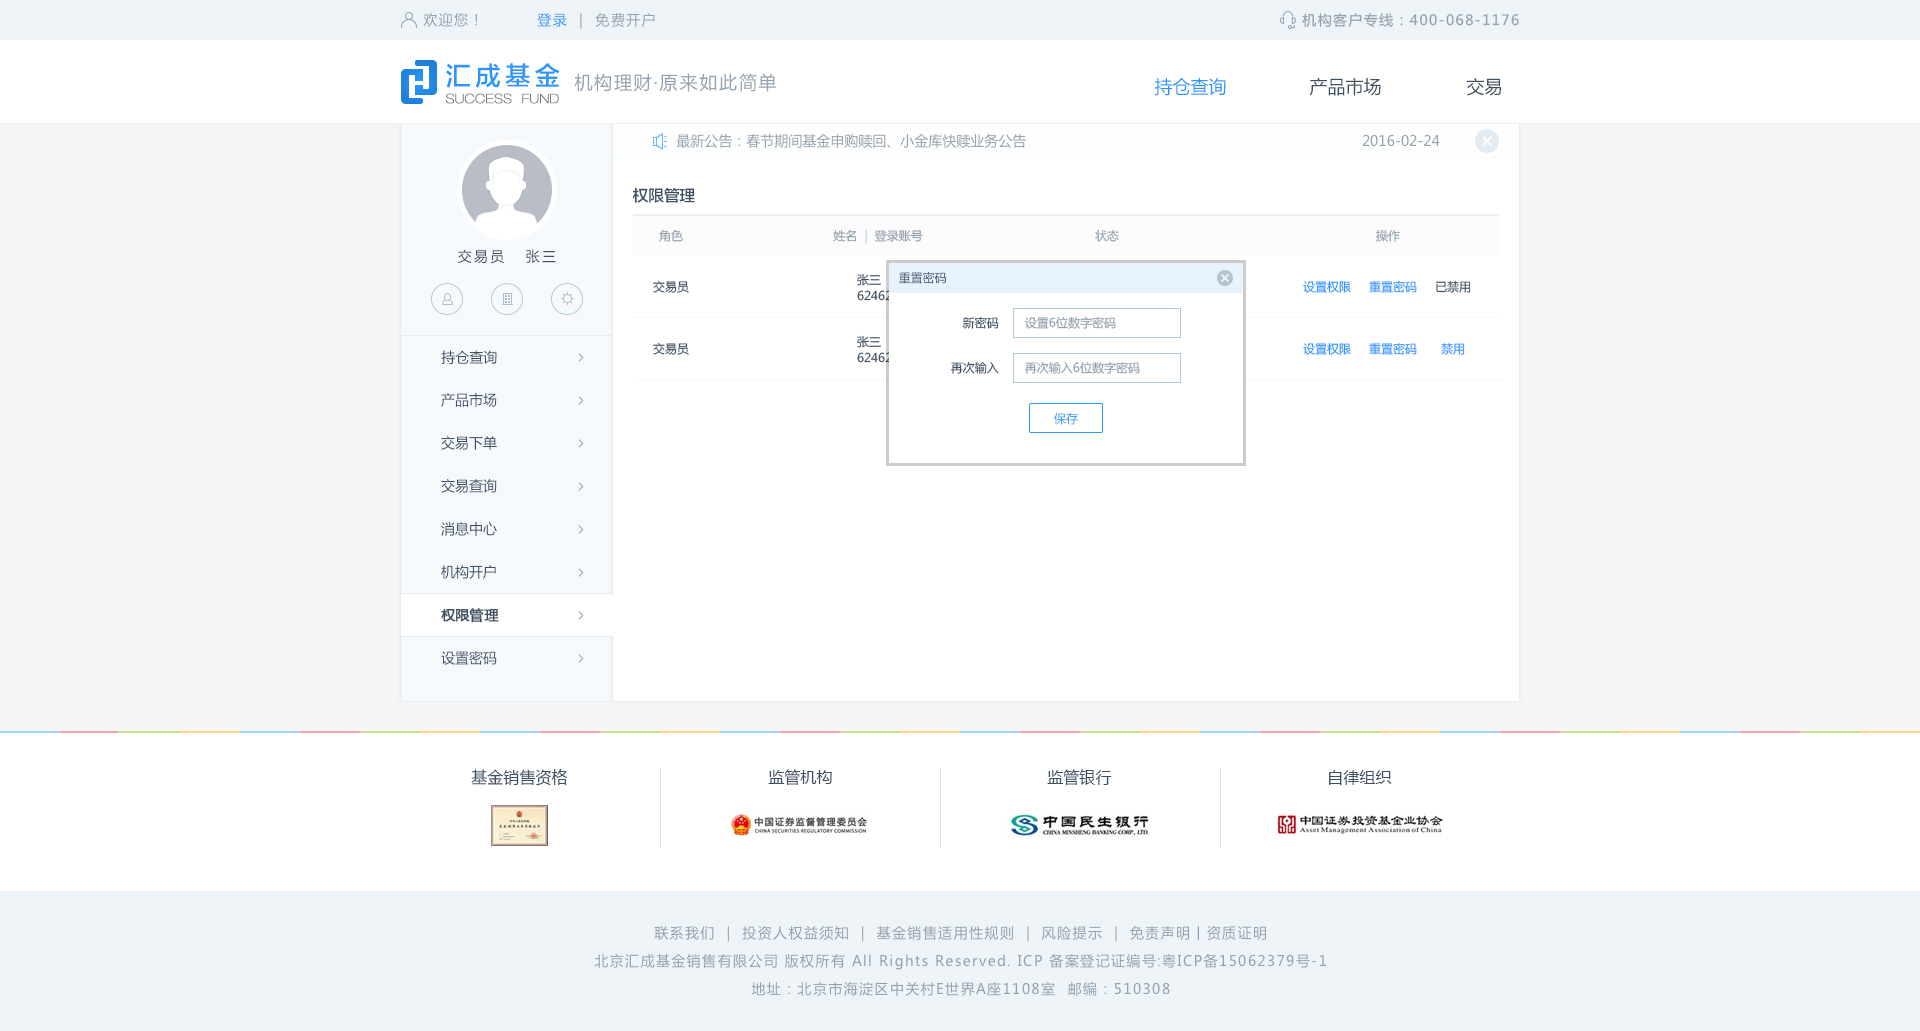 欢迎您！ 登录 | 免费开户 机构客户专线：400-068-1176
汇成基金 SUCCESS FUND 机构理财·原来如此简单 持仓查询 产品市场 交易
最新公告：春节期间基金申购赎回、小金库快赎业务公告 2016-02-24
交易员 张三
持仓查询
产品市场
交易下单
交易查询
消息中心
机构开户
权限管理
设置密码
权限管理
角色 姓名 | 登录账号 状态 操作
交易员 张三 设置权限 重置密码 已禁用
62462
交易员 张三 设置权限 重置密码 禁用
62462
重置密码
新密码 设置6位数字密码
再次输入 再次输入6位数字密码
保存
基金销售资格 监管机构 监管银行 自律组织
中国证券监督管理委员会
CHINA SECURITIES REGULATORY COMMISSION
中国民生银行
CHINA MINSHENG BANKING CORP., LTD.
中国证券投资基金业协会
Asset Management Association of China
联系我们 | 投资人权益须知 | 基金销售适用性规则 | 风险提示 | 免责声明 | 资质证明
北京汇成基金销售有限公司 版权所有 All Rights Reserved. ICP 备案登记证编号:粤ICP备15062379号-1
地址：北京市海淀区中关村E世界A座1108室 邮编：510308